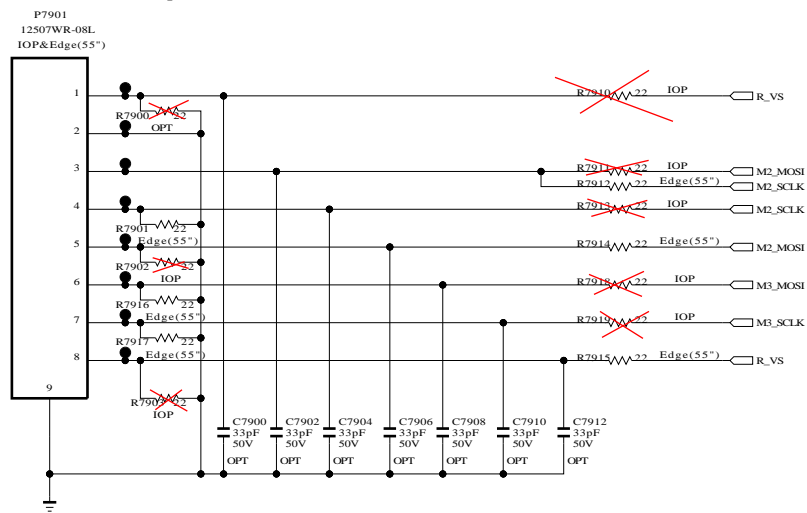 P7901
12507WR-08L
IOP&Edge(55")
1
R7900 22
OPT
R7910 22 IOP R_VS
2
3
R7911 22 IOP M2_MOSI
R7912 22 Edge(55") M2_SCLK
4
R7913 22 IOP M2_SCLK
R7901 22
Edge(55")
5
R7914 22 Edge(55") M2_MOSI
R7902 22
IOP
6
R7918 22 IOP M3_MOSI
R7916 22
Edge(55")
7
R7919 22 IOP M3_SCLK
R7917 22
Edge(55")
8
R7915 22 Edge(55") R_VS
9
R7903 22
IOP
C7900 C7902 C7904 C7906 C7908 C7910 C7912
33pF 33pF 33pF 33pF 33pF 33pF 33pF
50V 50V 50V 50V 50V 50V 50V
OPT OPT OPT OPT OPT OPT OPT